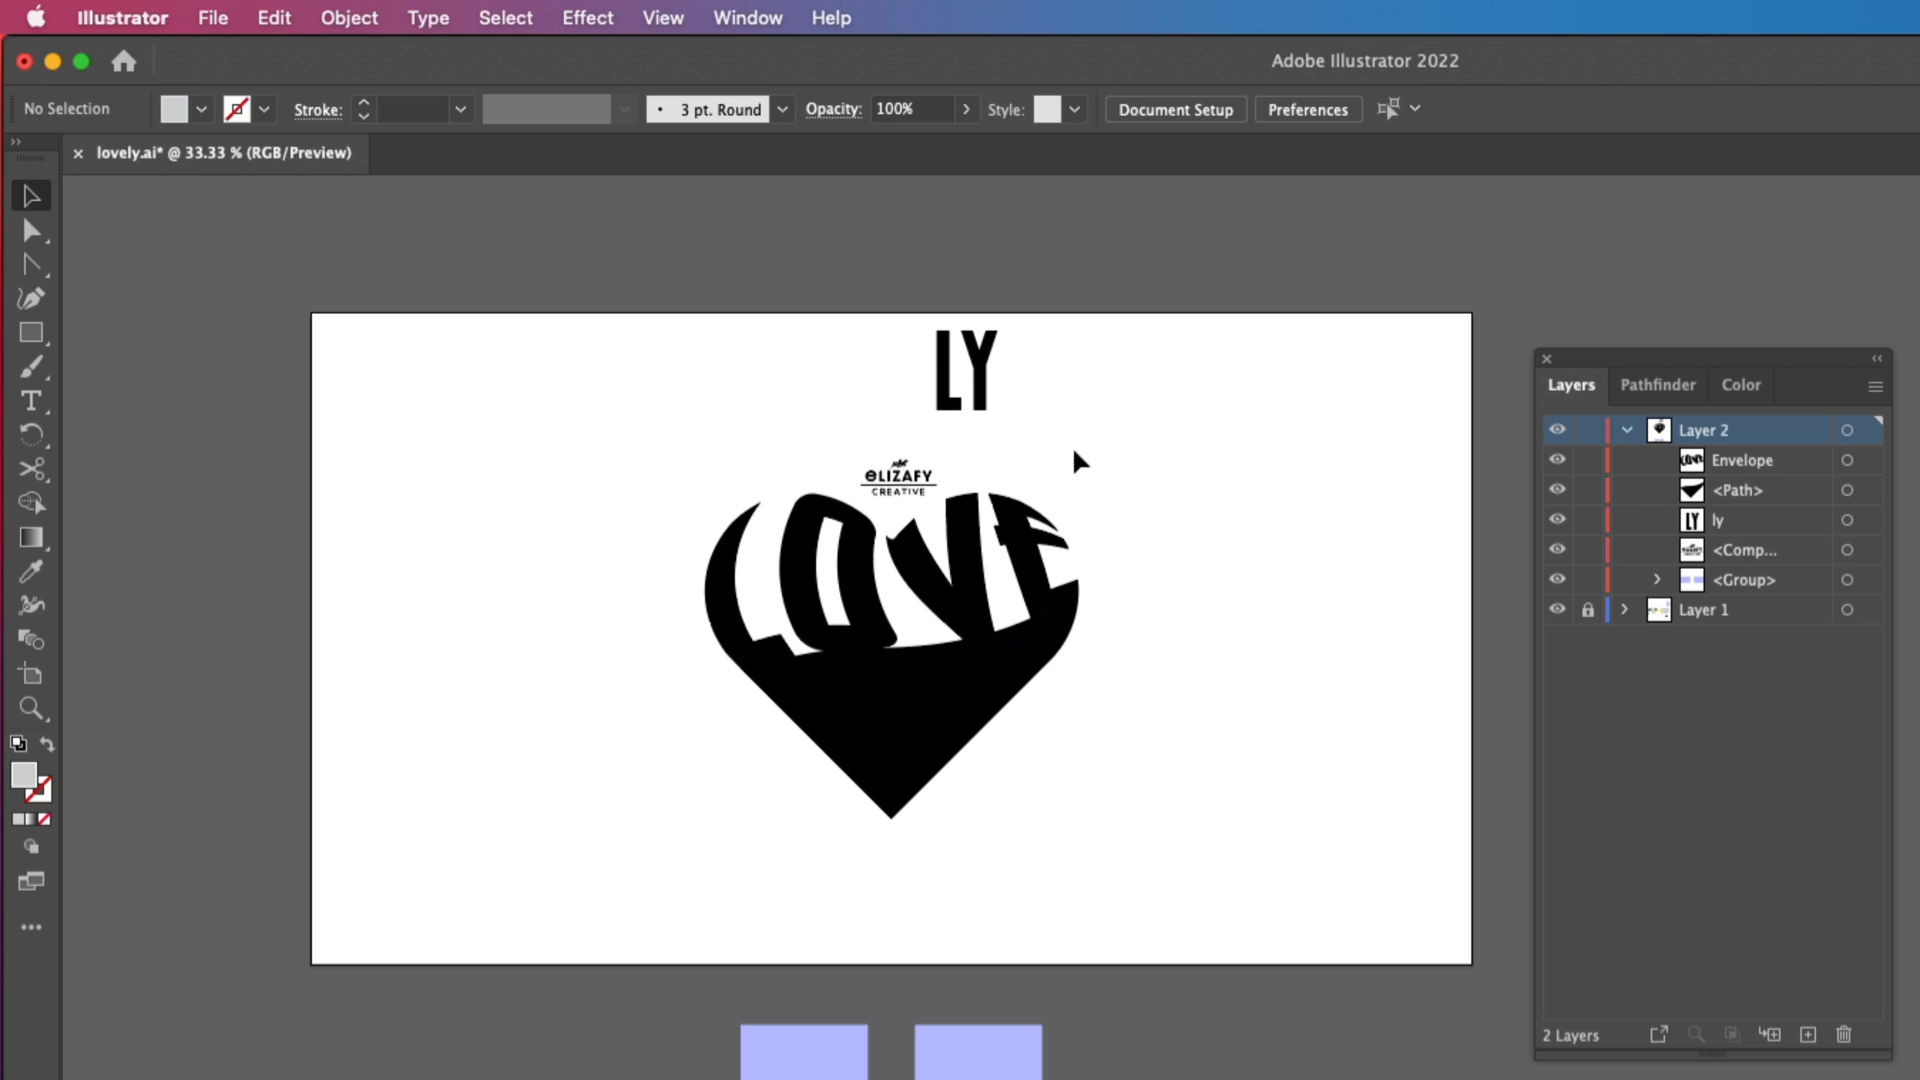 Illustrator File Edit Object Type Select Effect View Window Help
Adobe Illustrator 2022
No Selection Stroke: 3 pt. Round Opacity: 100% Style: Document Setup Preferences
lovely.ai* @ 33.33 % (RGB/Preview)
LY
eLIZAFY
CREATIVE
LOVE
Layers Pathfinder Color
Layer 2
Envelope
<Path>
ly
<Comp...
<Group>
Layer 1
2 Layers